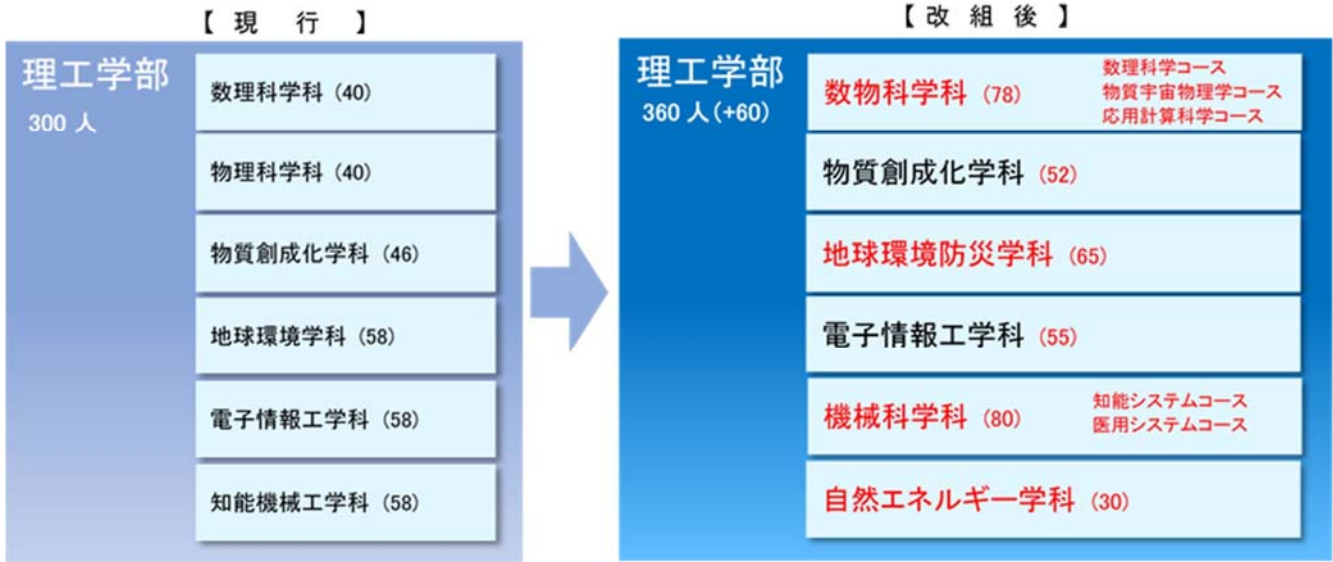 【 現 行 】
理工学部
300 人
数理科学科 (40)
物理科学科 (40)
物質創成化学科 (46)
地球環境学科 (58)
電子情報工学科 (58)
知能機械工学科 (58)
【 改 組 後 】
理工学部
360 人(+60)
数物科学科 (78)
数理科学コース
物質宇宙物理学コース
応用計算科学コース
物質創成化学科 (52)
地球環境防災学科 (65)
電子情報工学科 (55)
機械科学科 (80)
知能システムコース
医用システムコース
自然エネルギー学科 (30)